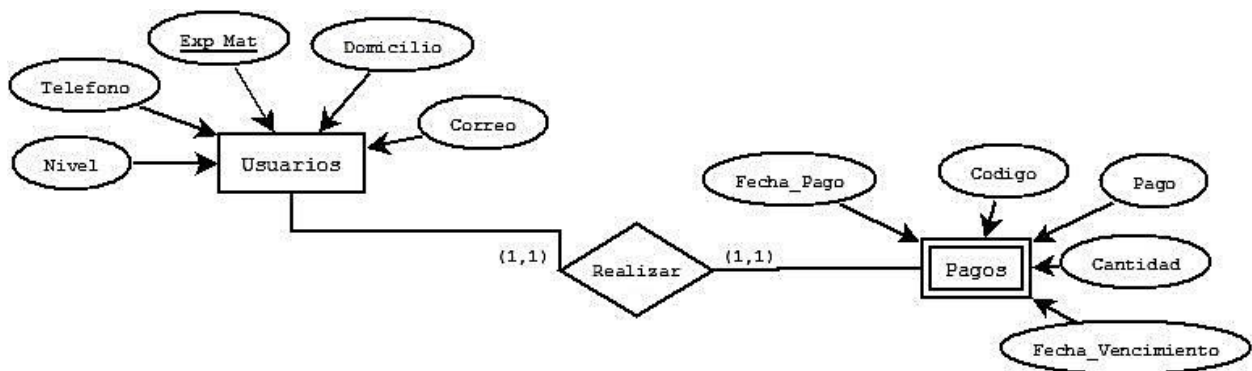 Exp Mat
Domicilio
Telefono
Correo
Nivel
Usuarios
Codigo
Fecha_Pago
Pago
(1,1)
Realizar
(1,1)
Pagos
Cantidad
Fecha_Vencimiento